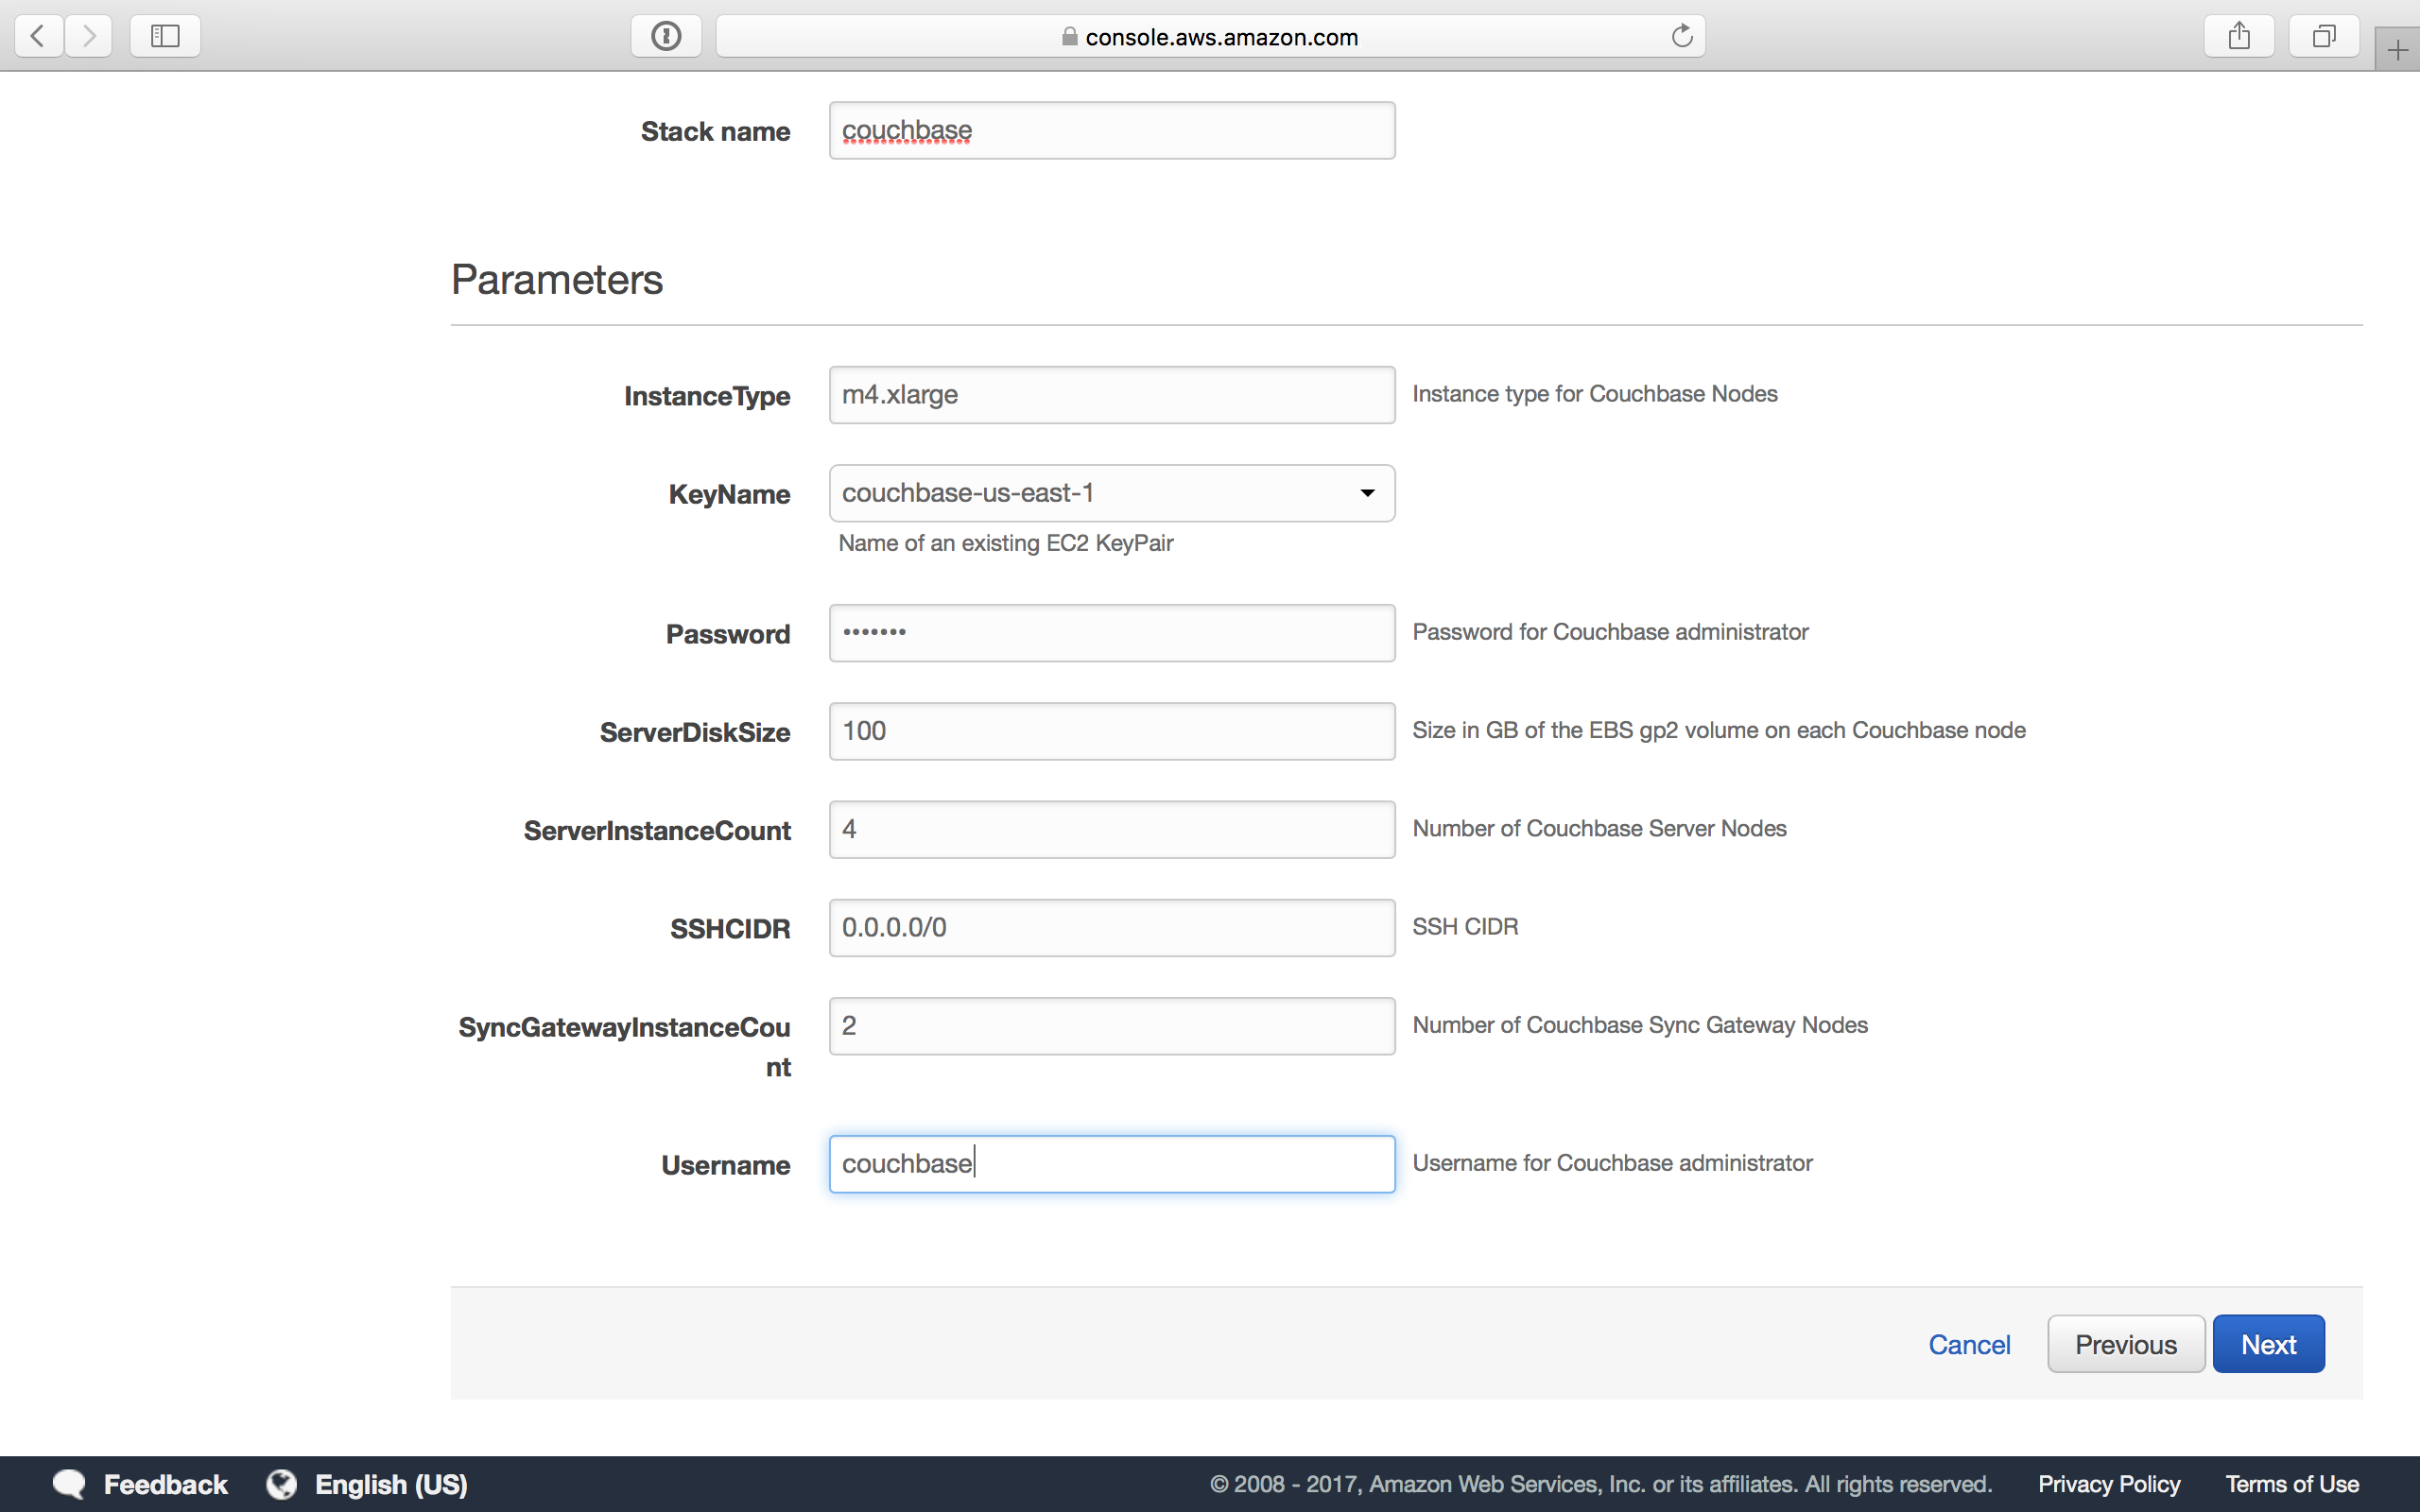 console.aws.amazon.com
Stack name couchbase
Parameters
InstanceType m4.xlarge Instance type for Couchbase Nodes
KeyName couchbase-us-east-1
Name of an existing EC2 KeyPair
Password ••••••• Password for Couchbase administrator
ServerDiskSize 100 Size in GB of the EBS gp2 volume on each Couchbase node
ServerInstanceCount 4 Number of Couchbase Server Nodes
SSHCIDR 0.0.0.0/0 SSH CIDR
SyncGatewayInstanceCou 2 Number of Couchbase Sync Gateway Nodes
nt
Username couchbase Username for Couchbase administrator
Cancel Previous Next
Feedback English (US) © 2008 - 2017, Amazon Web Services, Inc. or its affiliates. All rights reserved. Privacy Policy Terms of Use